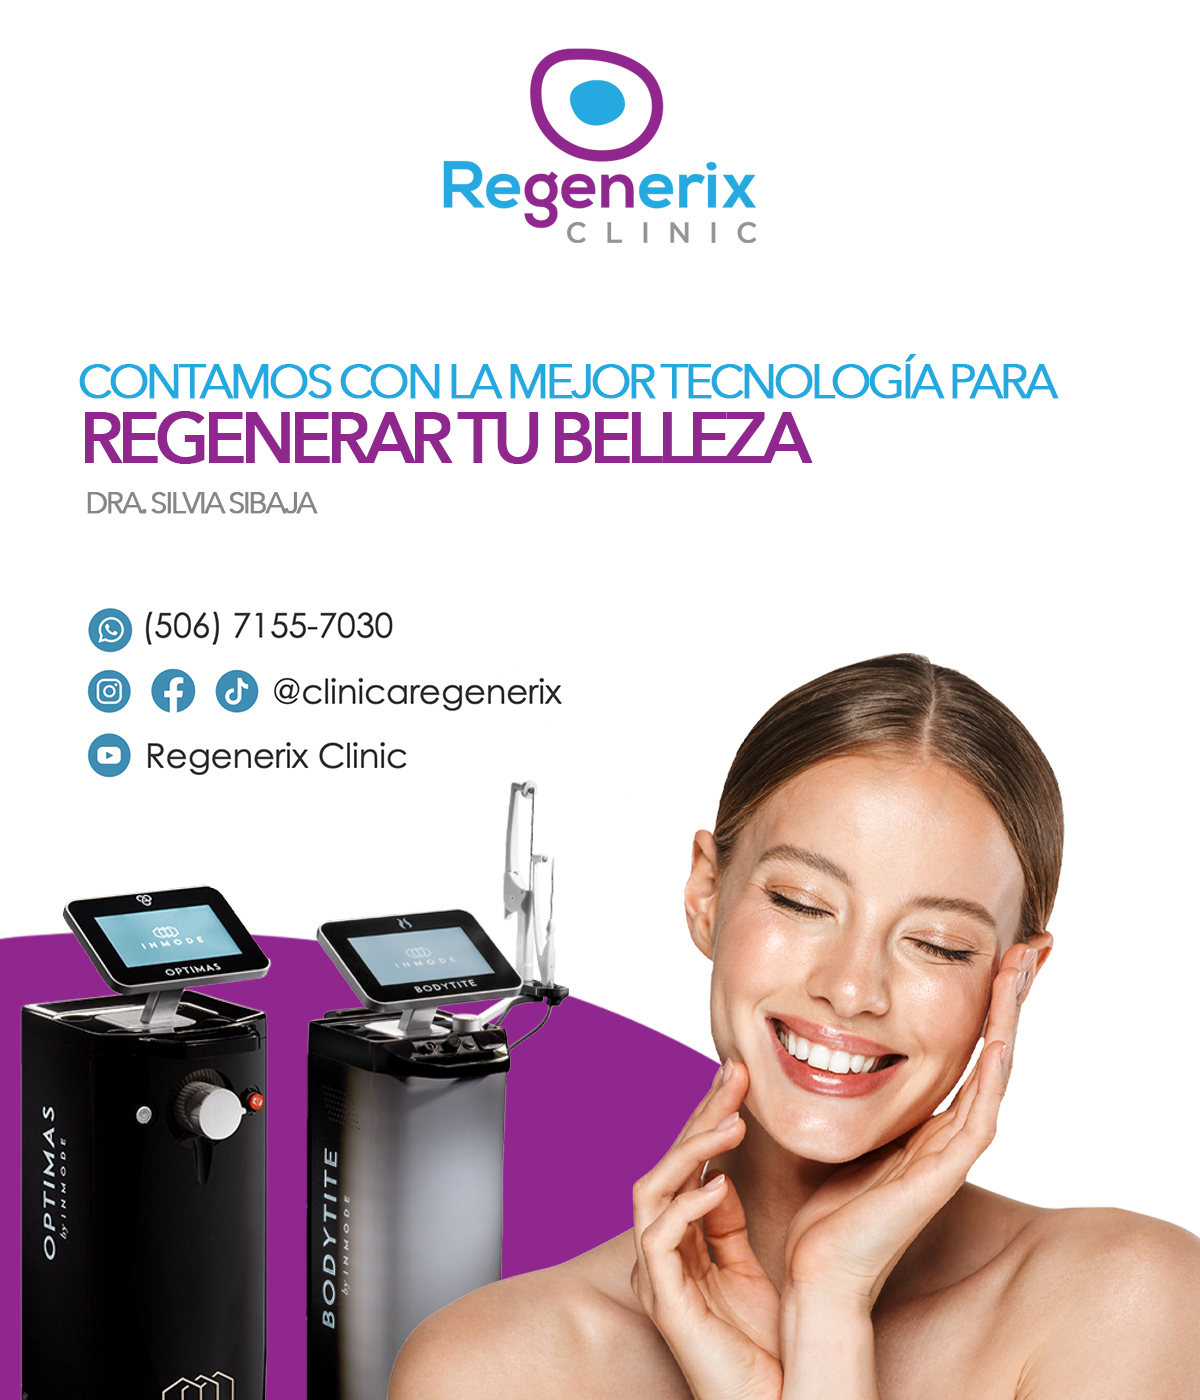 Regenerix
CLINIC
CONTAMOS CON LA MEJOR TECNOLOGÍA PARA
REGENERAR TU BELLEZA
DRA. SILVIA SIBAJA
(506) 7155-7030
@clinicaregenerix
Regenerix Clinic
INMODE
OPTIMAS
INMODE
BODYTITE
OPTIMAS
by INMODE
BODYTITE
by INMODE